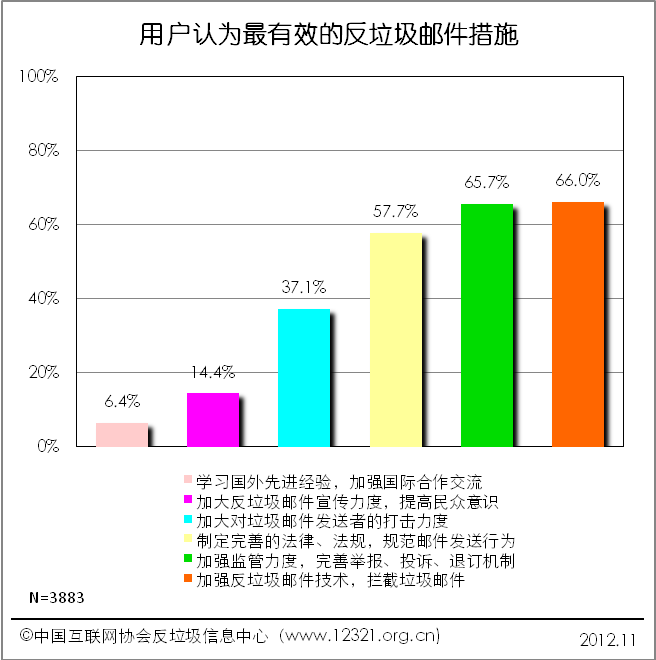 用户认为最有效的反垃圾邮件措施
100%
80%
60%
40%
20%
0%
6.4%
14.4%
37.1%
57.7%
65.7%
66.0%
学习国外先进经验，加强国际合作交流
加大反垃圾邮件宣传力度，提高民众意识
加大对垃圾邮件发送者的打击力度
制定完善的法律、法规，规范邮件发送行为
加强监管力度，完善举报、投诉、退订机制
加强反垃圾邮件技术，拦截垃圾邮件
N=3883
©中国互联网协会反垃圾信息中心（www.12321.org.cn）
2012.11